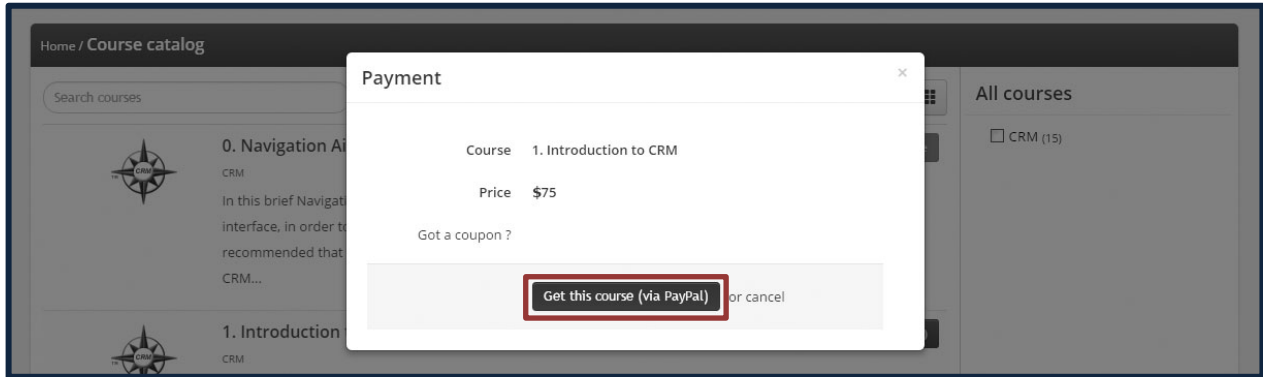 Home / Course catalog
Search courses
0. Navigation Ai
CRM
In this brief Navigati
interface, in order to
recommended that
CRM...
1. Introduction
CRM
Payment
×
Course 1. Introduction to CRM
Price $75
Got a coupon ?
Get this course (via PayPal) or cancel
All courses
CRM (15)
CRM
CRM